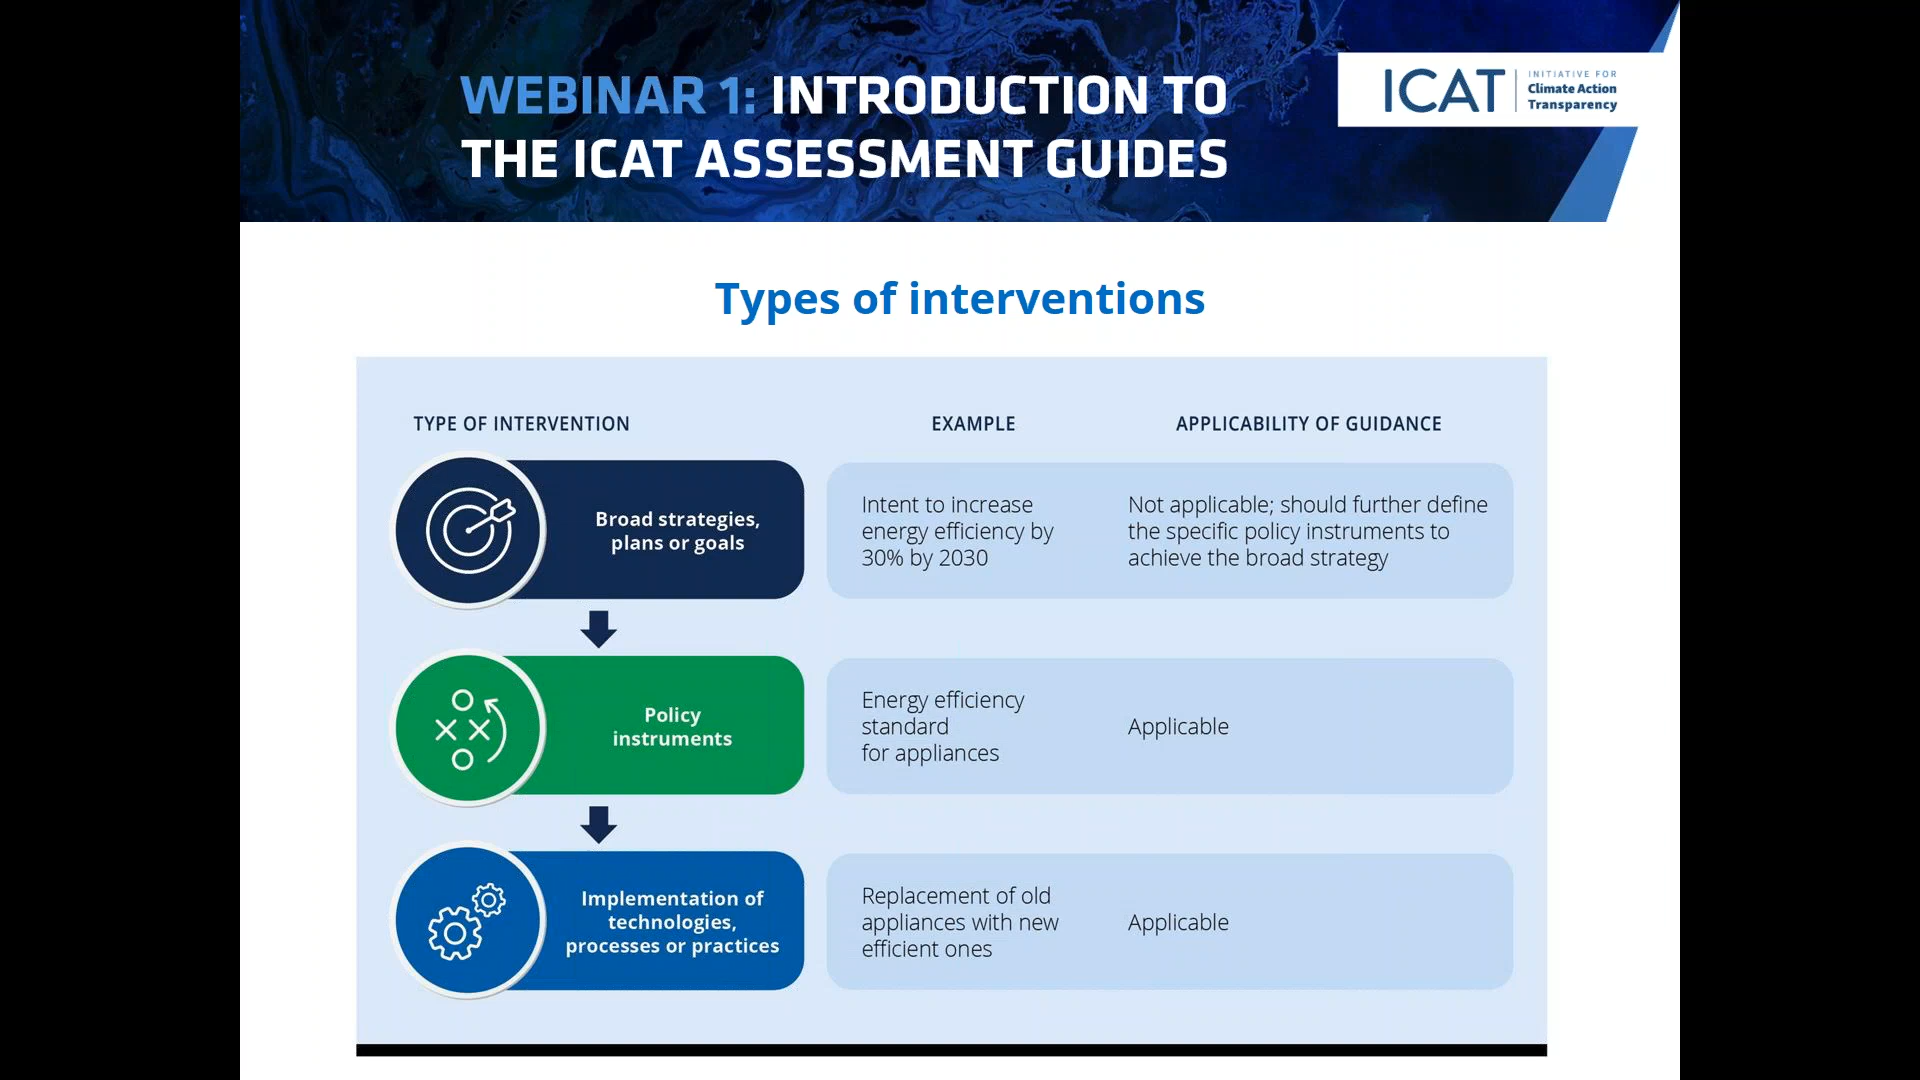 WEBINAR 1: INTRODUCTION TO
THE ICAT ASSESSMENT GUIDES
ICAT
INITIATIVE FOR
Climate Action
Transparency
Types of interventions
TYPE OF INTERVENTION
EXAMPLE
APPLICABILITY OF GUIDANCE
Broad strategies,
plans or goals
Intent to increase
energy efficiency by
30% by 2030
Not applicable; should further define
the specific policy instruments to
achieve the broad strategy
Policy
instruments
Energy efficiency
standard
for appliances
Applicable
Implementation of
technologies,
processes or practices
Replacement of old
appliances with new
efficient ones
Applicable